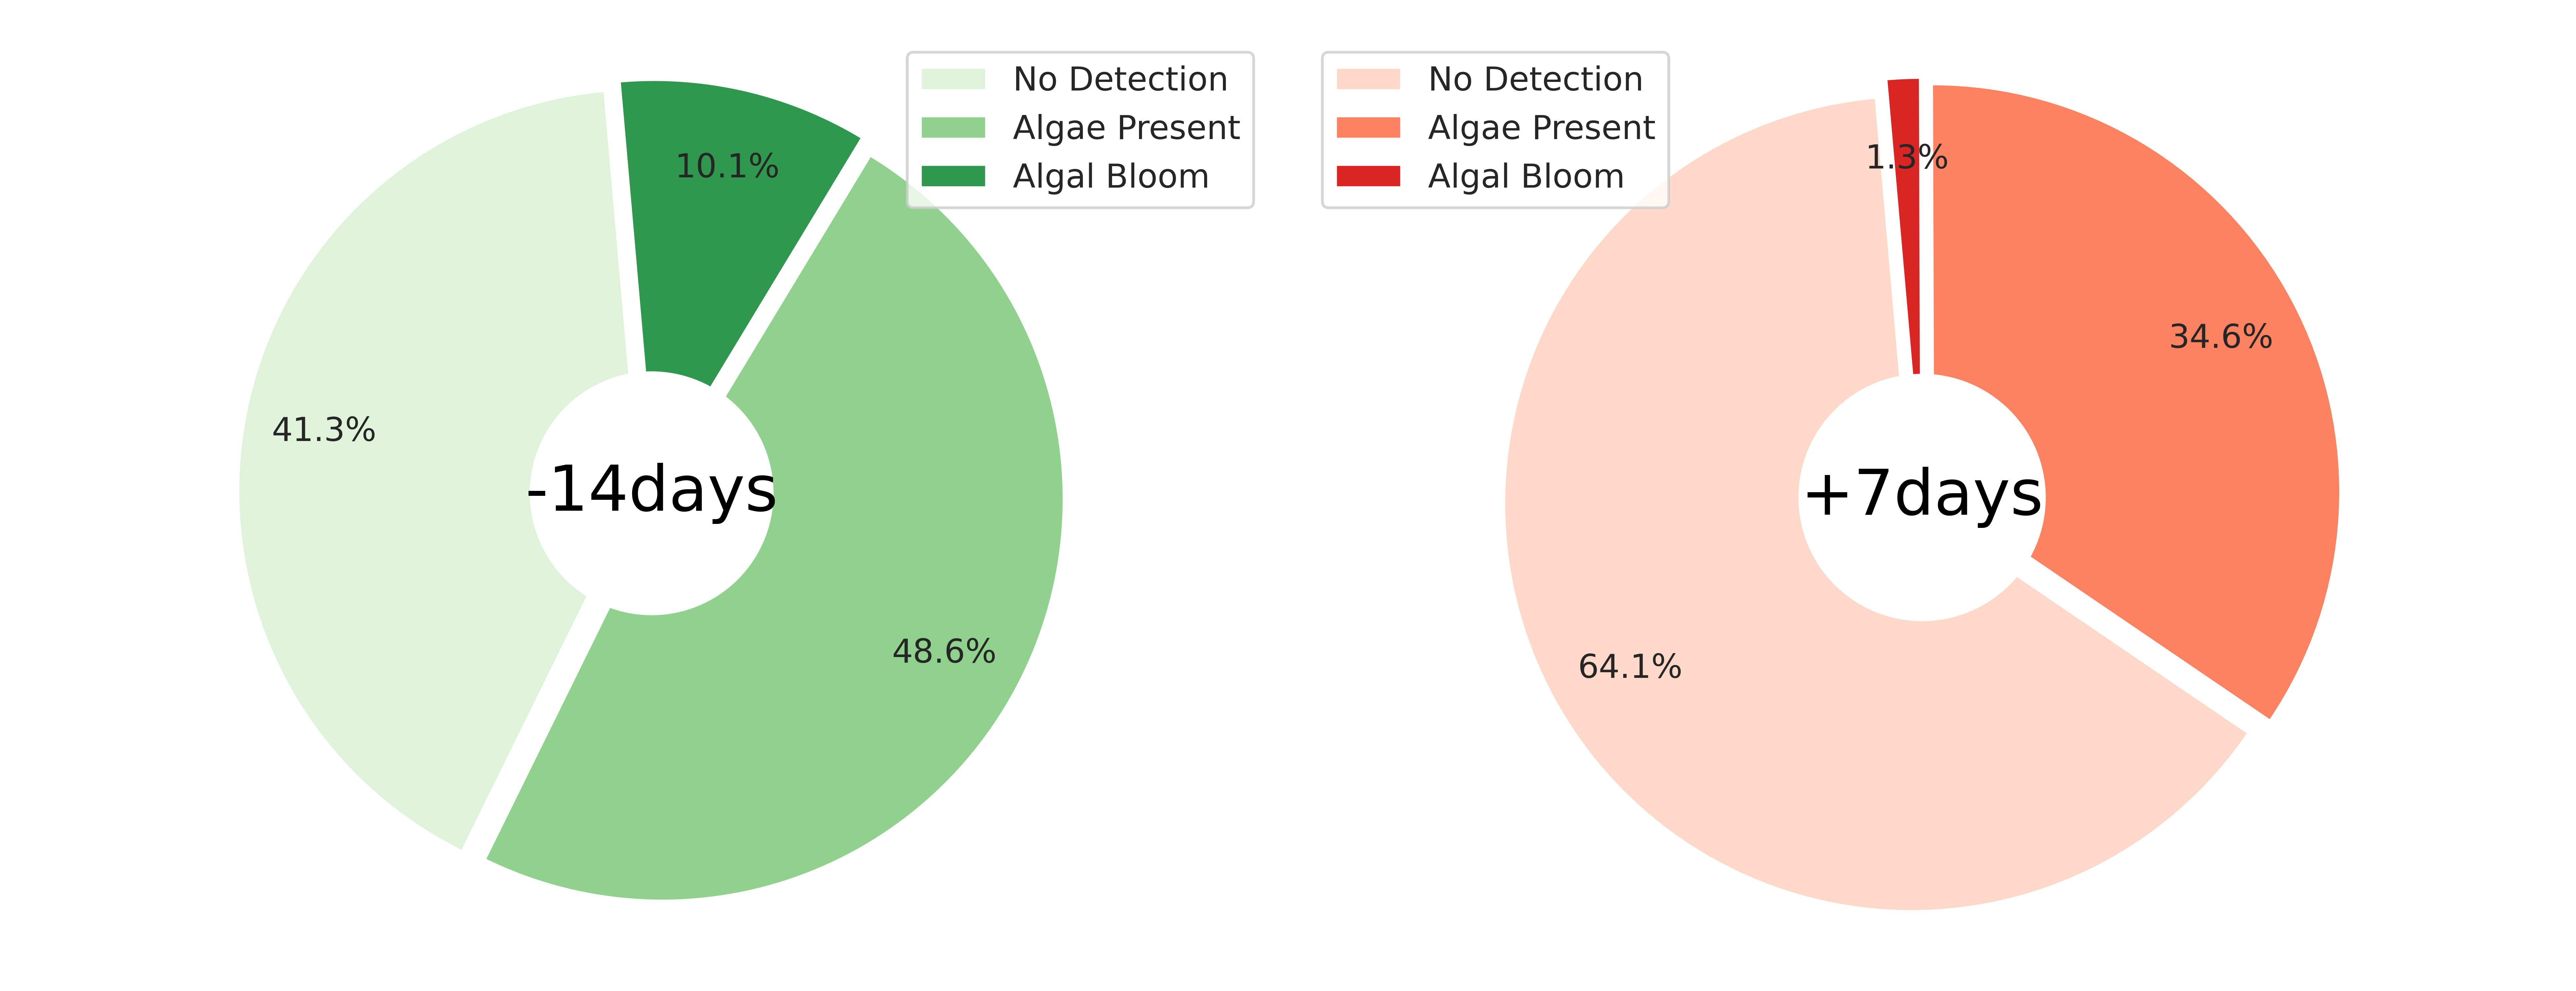 No Detection
Algae Present
Algal Bloom
10.1%
41.3%
-14days
48.6%
No Detection
Algae Present
Algal Bloom
1.3%
34.6%
+7days
64.1%